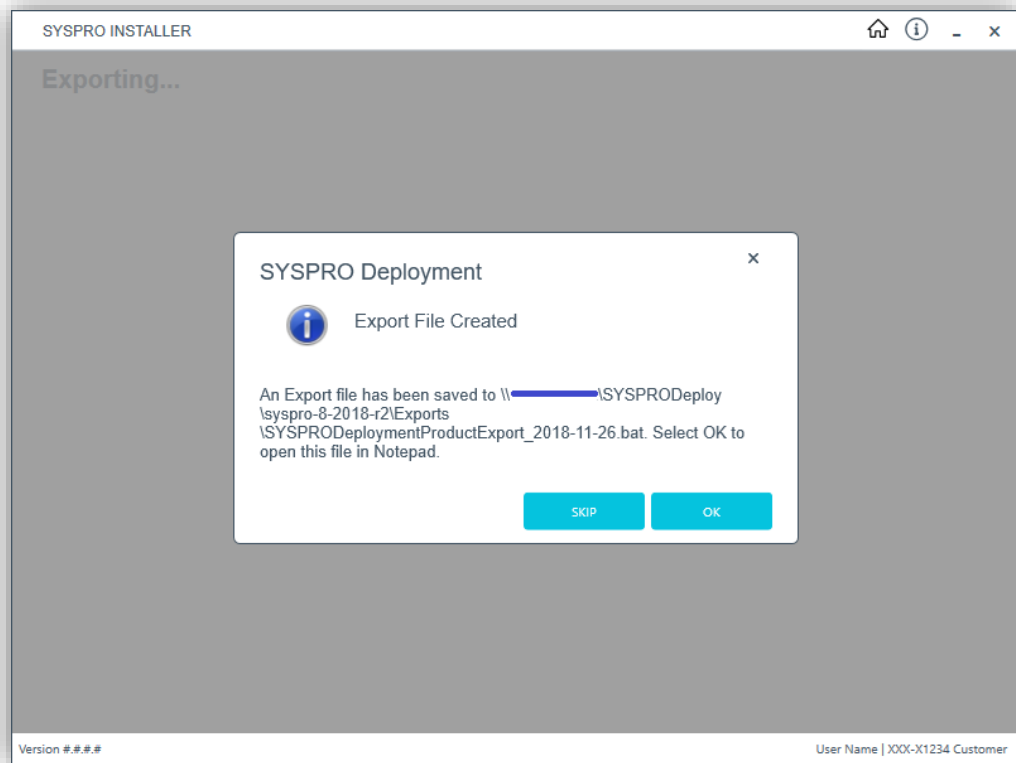 SYSPRO INSTALLER
Exporting...
SYSPRO Deployment
Export File Created
An Export file has been saved to \\ \SYSPRODeploy
\syspro-8-2018-r2\Exports
\SYSPRODeploymentProductExport_2018-11-26.bat. Select OK to
open this file in Notepad.
SKIP OK
Version #.#.#.# User Name | XXX-X1234 Customer